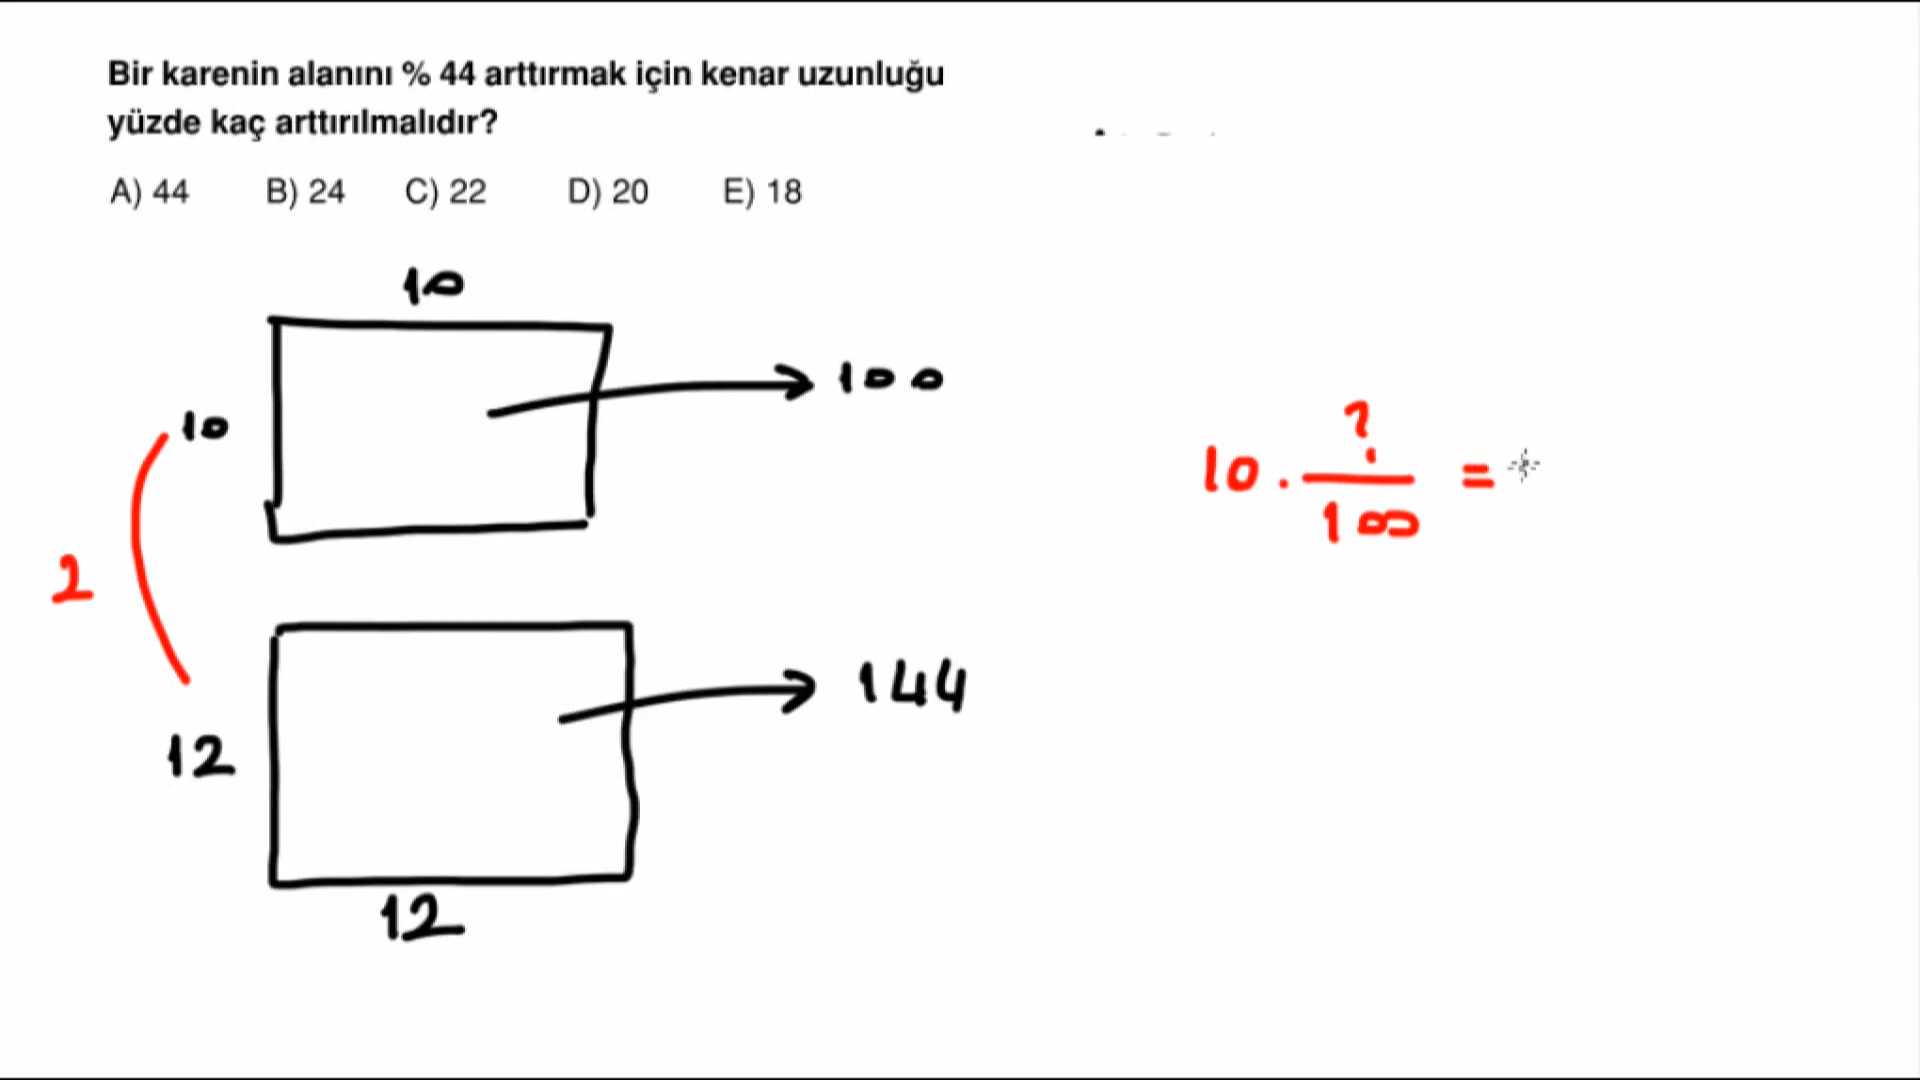 Bir karenin alanını % 44 arttırmak için kenar uzunluğu
yüzde kaç arttırılmalıdır?
A) 44 B) 24 C) 22 D) 20 E) 18
10
10
100
2
12
12
144
10 . ?/100 =